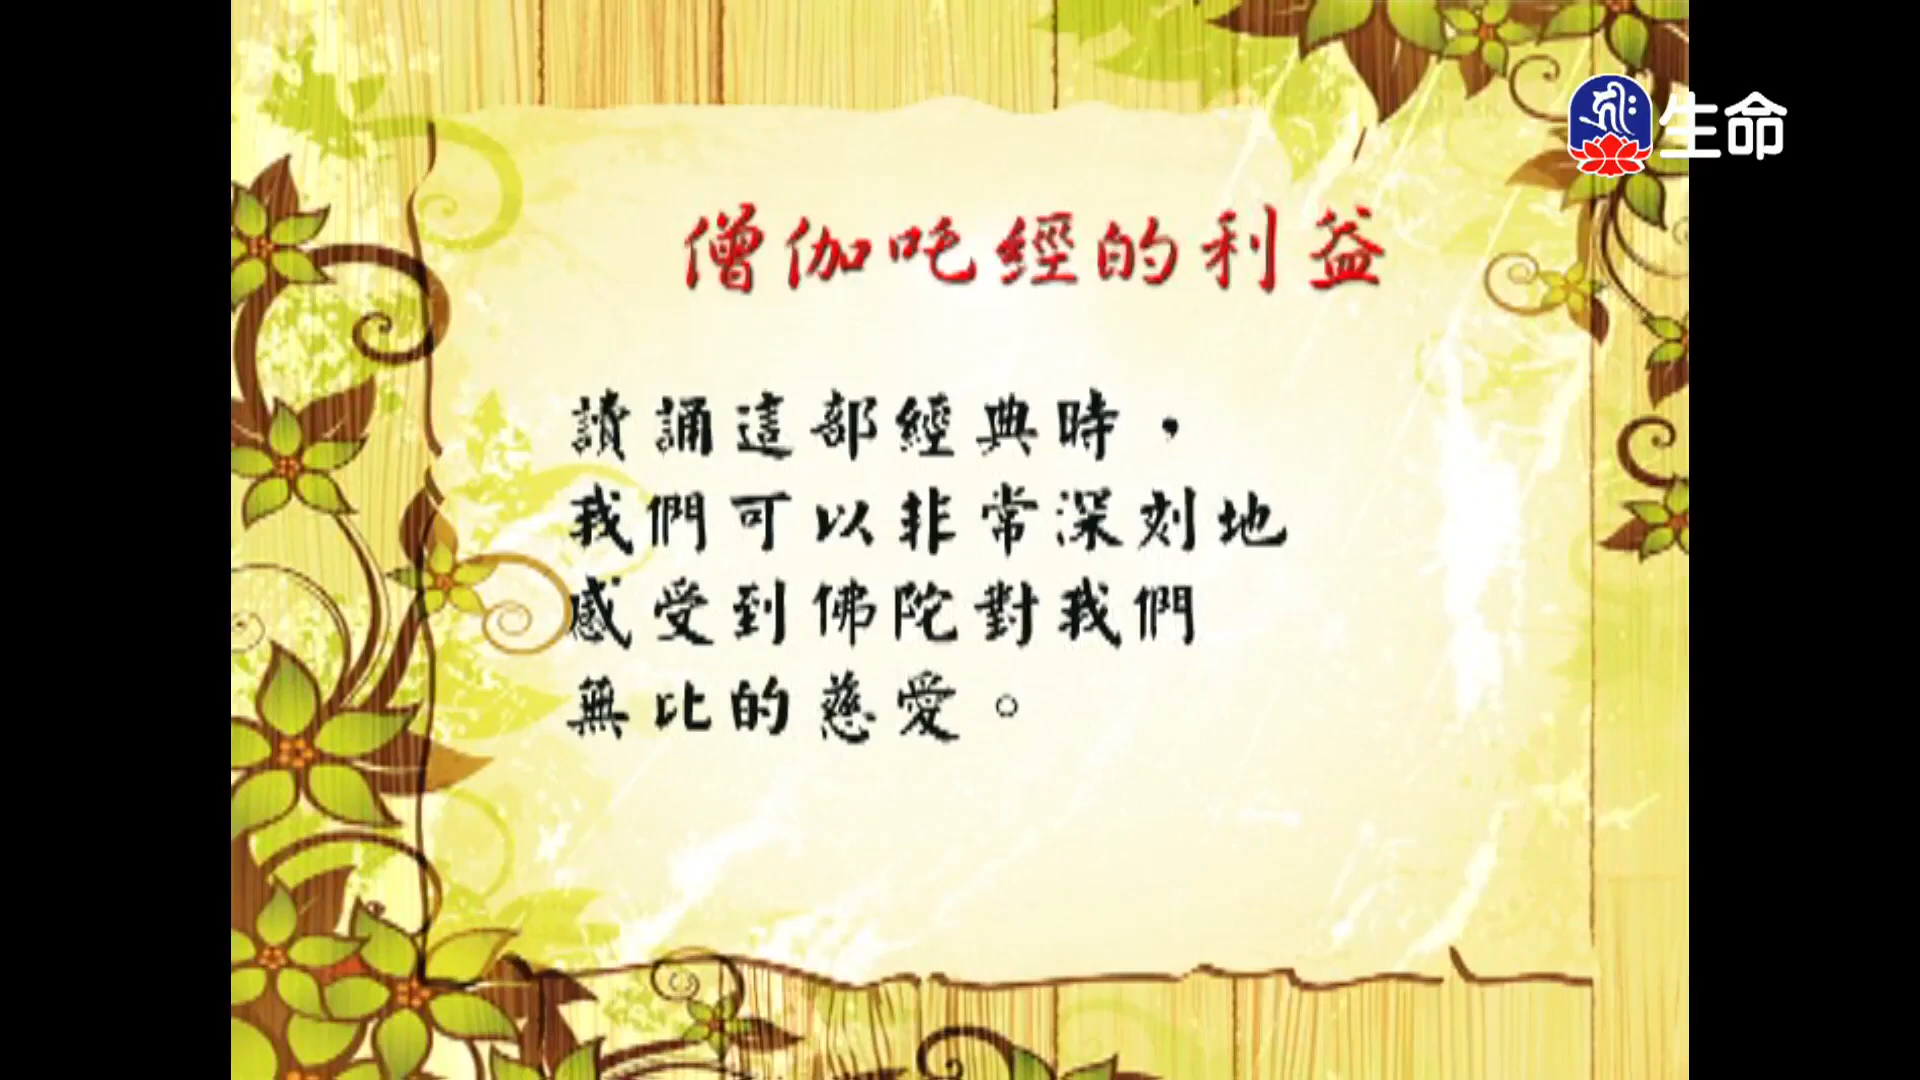 生命
僧伽吒經的利益
讀誦這部經典時，
我們可以非常深刻地
感受到佛陀對我們
無比的慈愛。